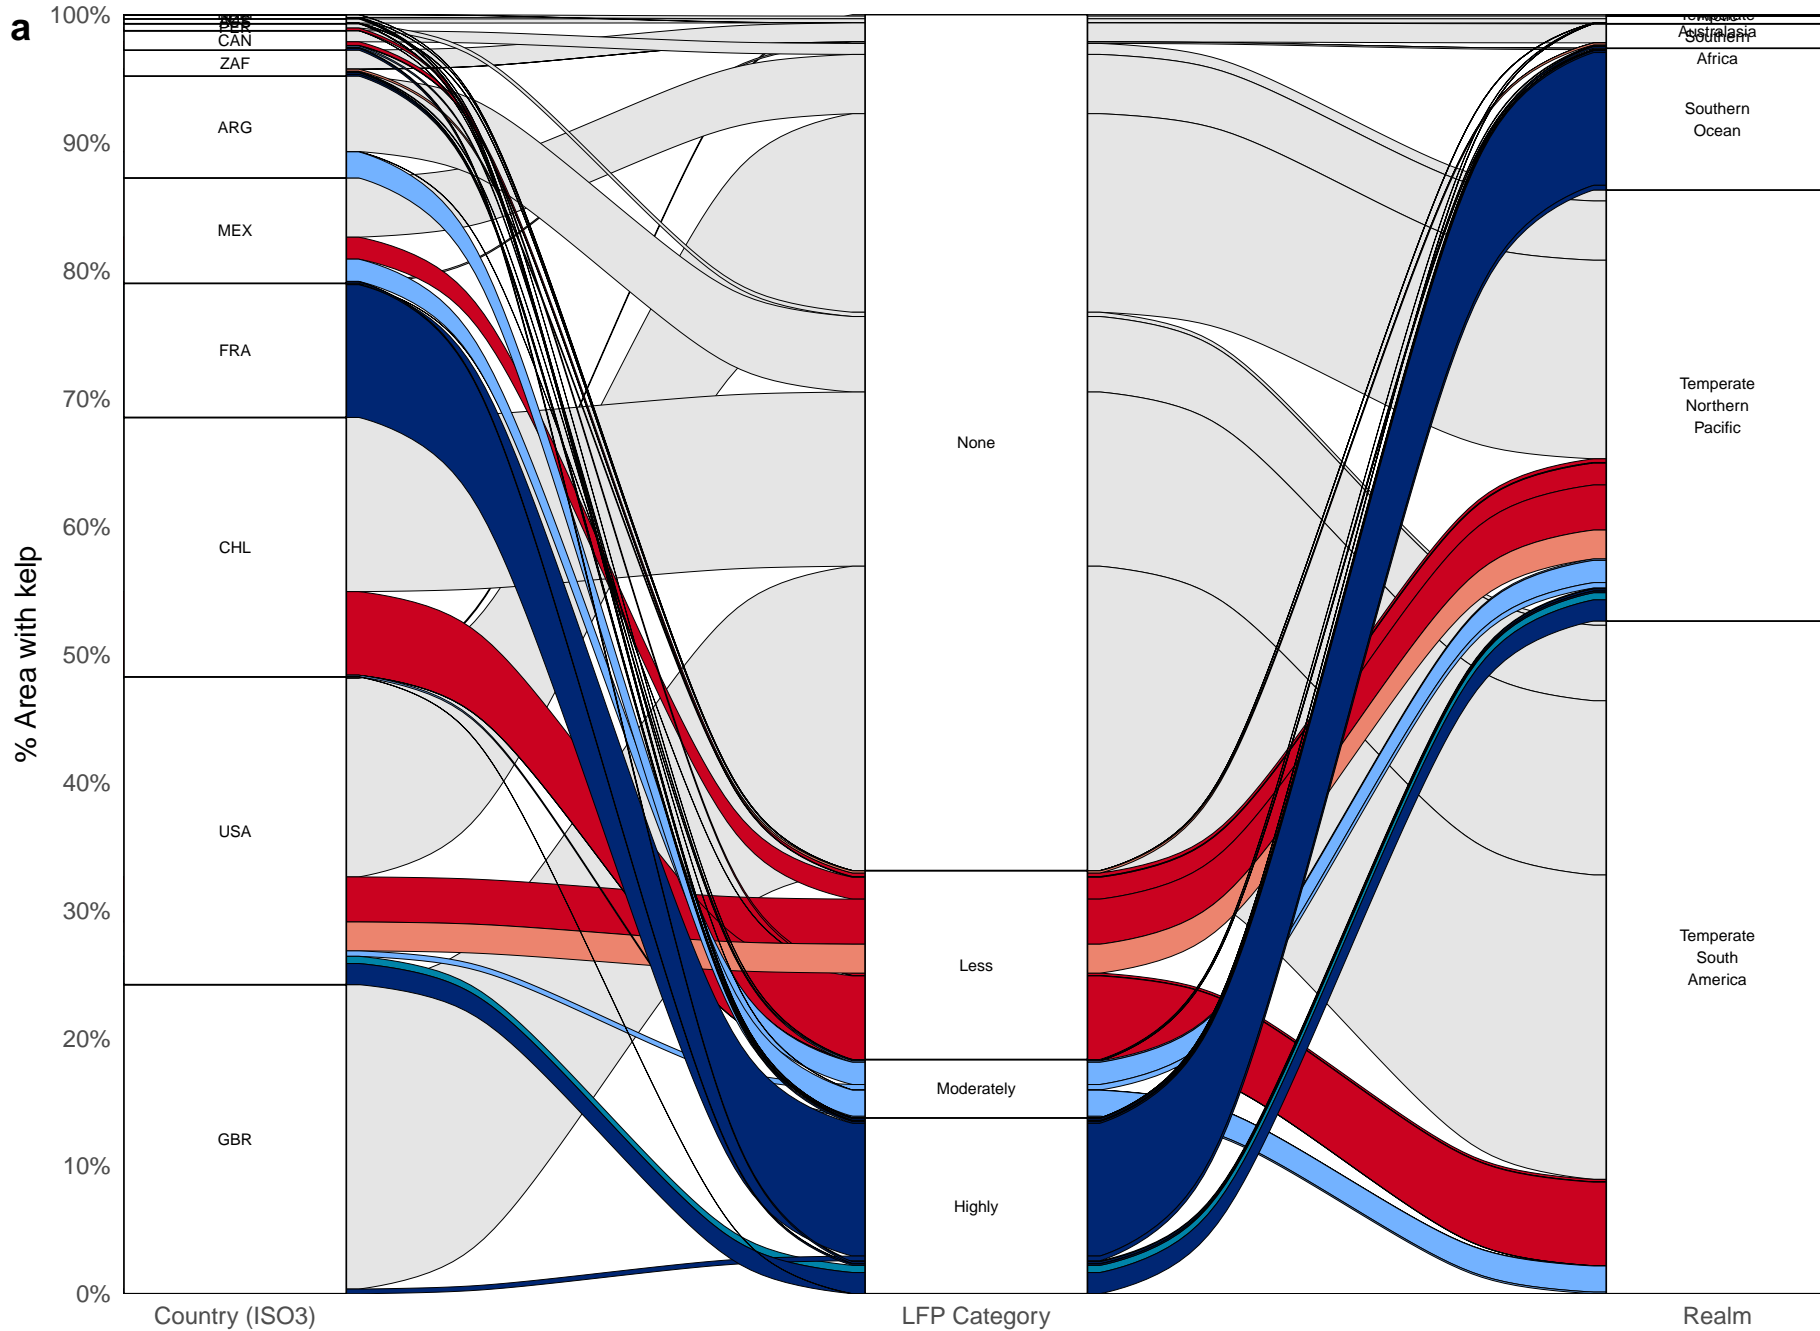 a
100%
90%
80%
70%
60%
50%
40%
30%
20%
10%
0%
% Area with kelp
PER
CAN
ZAF
ARG
MEX
FRA
CHL
USA
GBR
None
Less
Moderately
Highly
Temperate
Australasia
Southern
Africa
Southern
Ocean
Temperate
Northern
Pacific
Temperate
South
America
Country (ISO3)
LFP Category
Realm